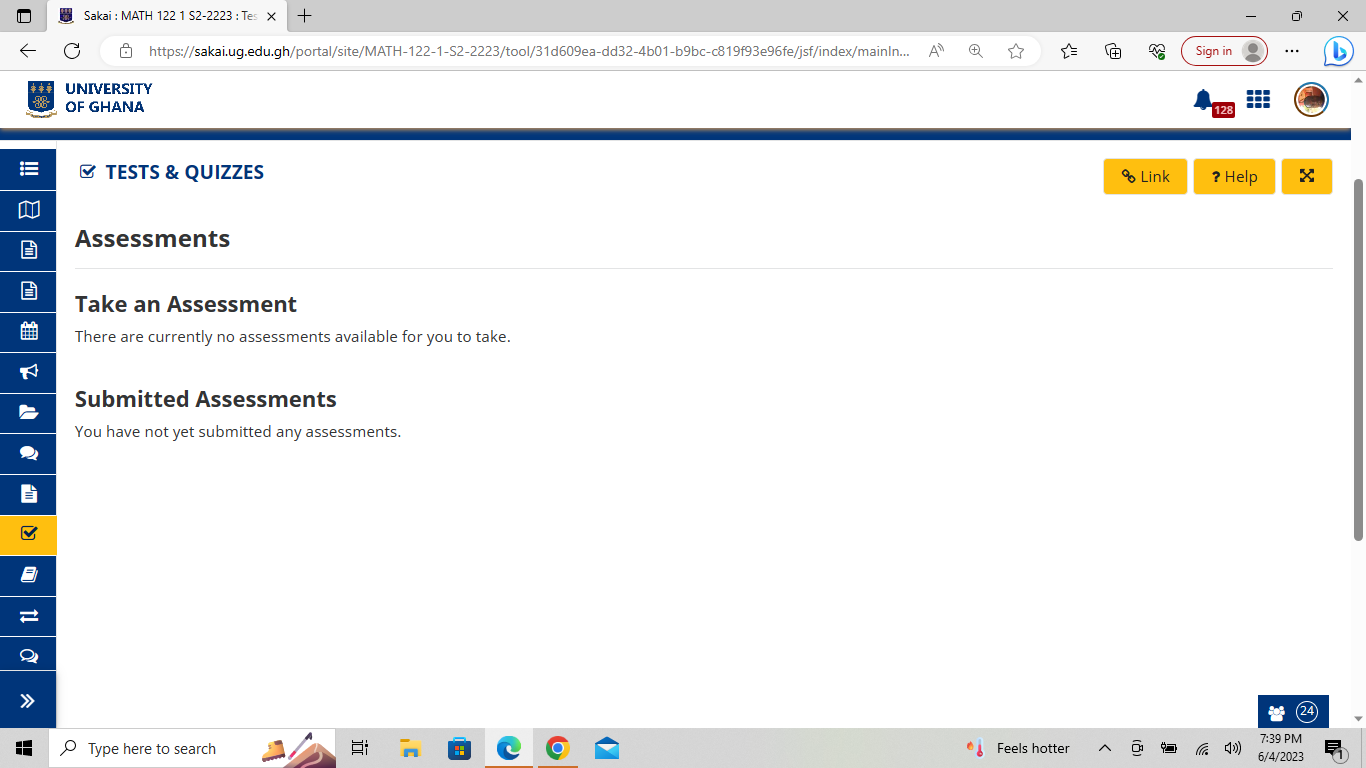 Sakai : MATH 122 1 S2-2223 : Tes
https://sakai.ug.edu.gh/portal/site/MATH-122-1-S2-2223/tool/31d609ea-dd32-4b01-b9bc-c819f93e96fe/jsf/index/mainIn...
Sign in
UNIVERSITY
OF GHANA
128
TESTS & QUIZZES
Link
? Help
Assessments
Take an Assessment
There are currently no assessments available for you to take.
Submitted Assessments
You have not yet submitted any assessments.
24
Type here to search
Feels hotter
7:39 PM
6/4/2023
1